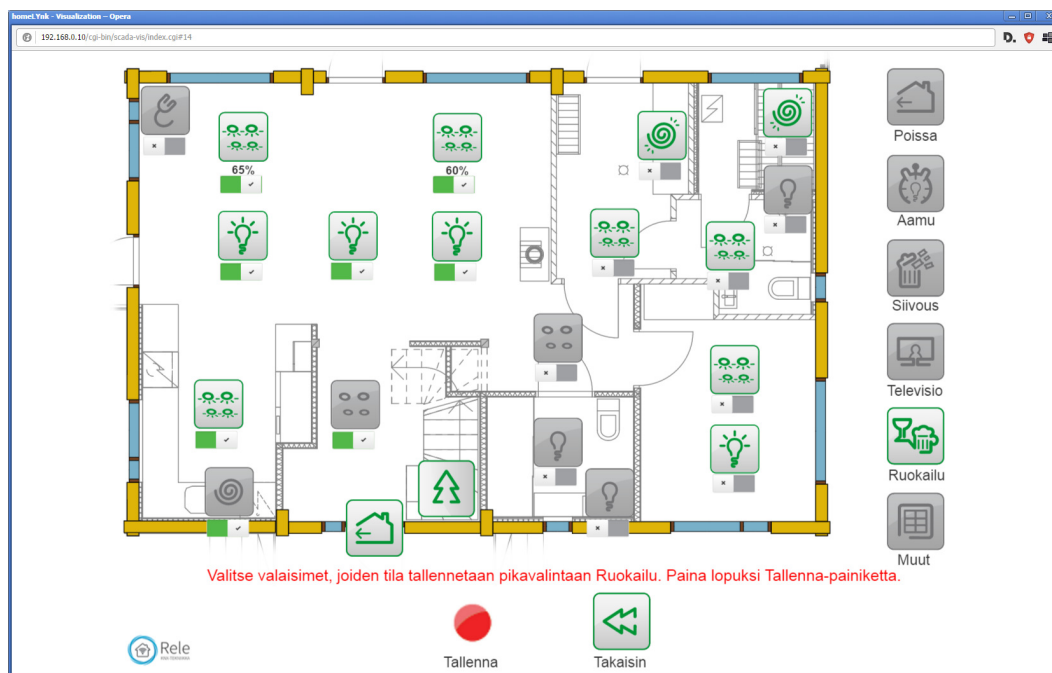 homeLYnk - Visualization – Opera
192.168.0.10/cgi-bin/scada-vis/index.cgi#14
65%
60%
Poissa
Aamu
Siivous
Televisio
Ruokailu
Muut
Valitse valaisimet, joiden tila tallennetaan pikavalintaan Ruokailu. Paina lopuksi Tallenna-painiketta.
Rele
Tallenna
Takaisin